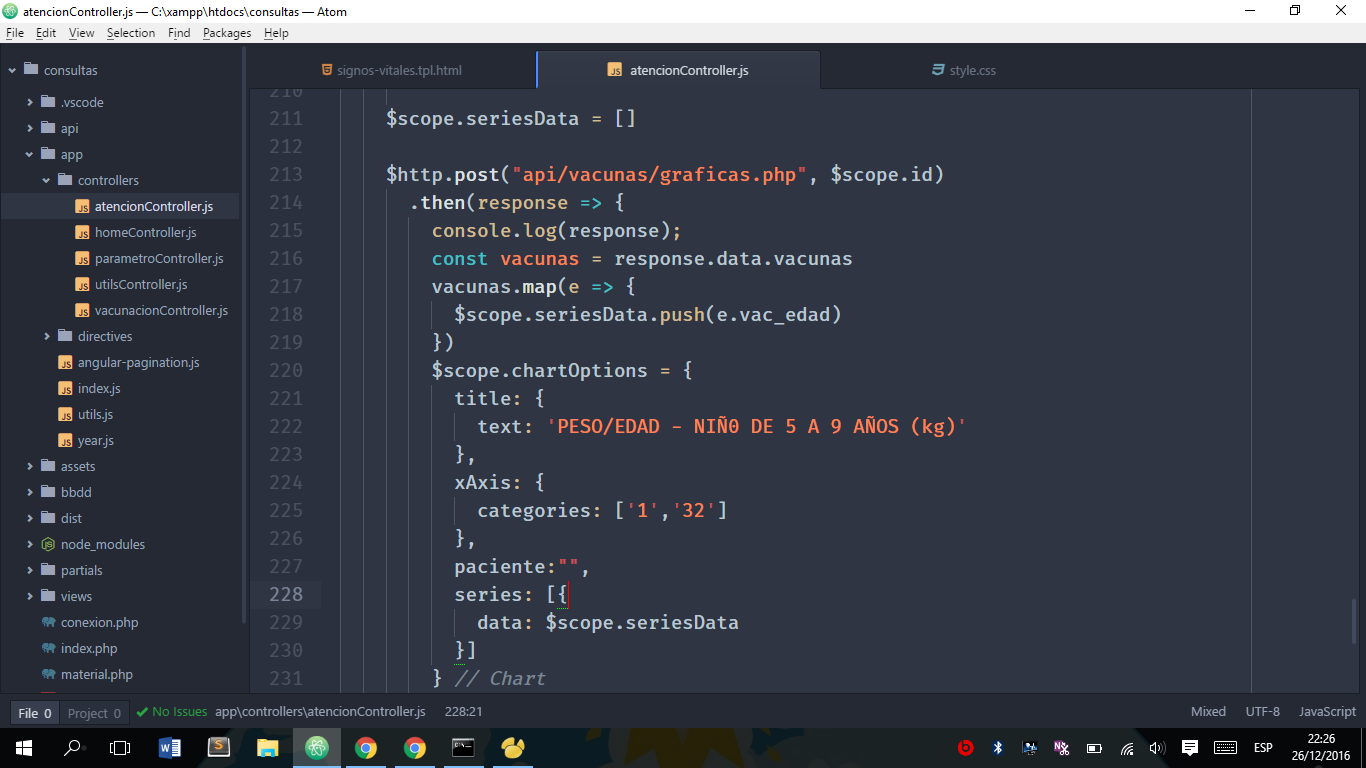 atencionController.js — C:\xampp\htdocs\consultas — Atom
File Edit View Selection Find Packages Help
consultas
.vscode
api
app
controllers
atencionController.js
homeController.js
parametroController.js
utilsController.js
vacunacionController.js
directives
angular-pagination.js
index.js
utils.js
year.js
assets
bbdd
dist
node_modules
partials
views
conexion.php
index.php
material.php
signos-vitales.tpl.html atencionController.js style.css
210
211 $scope.seriesData = []
212
213 $http.post("api/vacunas/graficas.php", $scope.id)
214 .then(response => {
215 console.log(response);
216 const vacunas = response.data.vacunas
217 vacunas.map(e => {
218 $scope.seriesData.push(e.vac_edad)
219 })
220 $scope.chartOptions = {
221 title: {
222 text: 'PESO/EDAD - NIÑ0 DE 5 A 9 AÑOS (kg)'
223 },
224 xAxis: {
225 categories: ['1','32']
226 },
227 paciente:"",
228 series: [{
229 data: $scope.seriesData
230 }]
231 } // Chart
File 0 Project 0 No Issues app\controllers\atencionController.js 228:21 Mixed UTF-8 JavaScript
ESP 22:26
26/12/2016